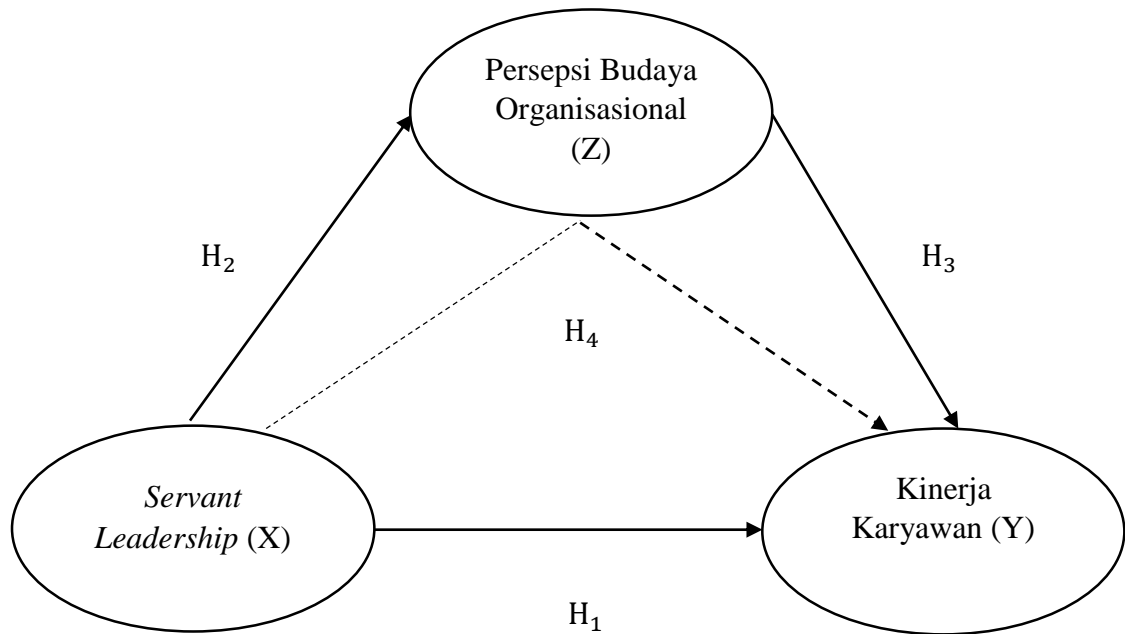 Persepsi Budaya
Organisasional
(Z)
H₂
H₃
H₄
Servant
Leadership (X)
Kinerja
Karyawan (Y)
H₁